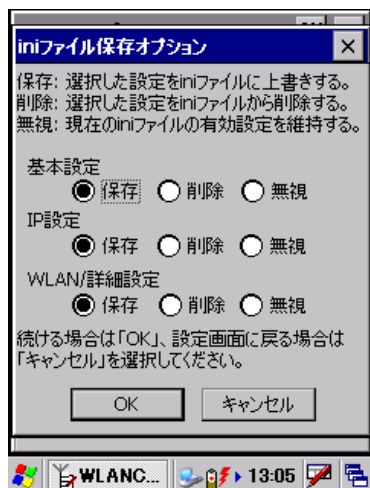 iniファイル保存オプション
保存: 選択した設定をiniファイルに上書きする。
削除: 選択した設定をiniファイルから削除する。
無視: 現在のiniファイルの有効設定を維持する。
基本設定
保存 削除 無視
IP設定
保存 削除 無視
WLAN/詳細設定
保存 削除 無視
続ける場合は「OK」、設定画面に戻る場合は
「キャンセル」を選択してください。
OK キャンセル
WLANC... 13:05